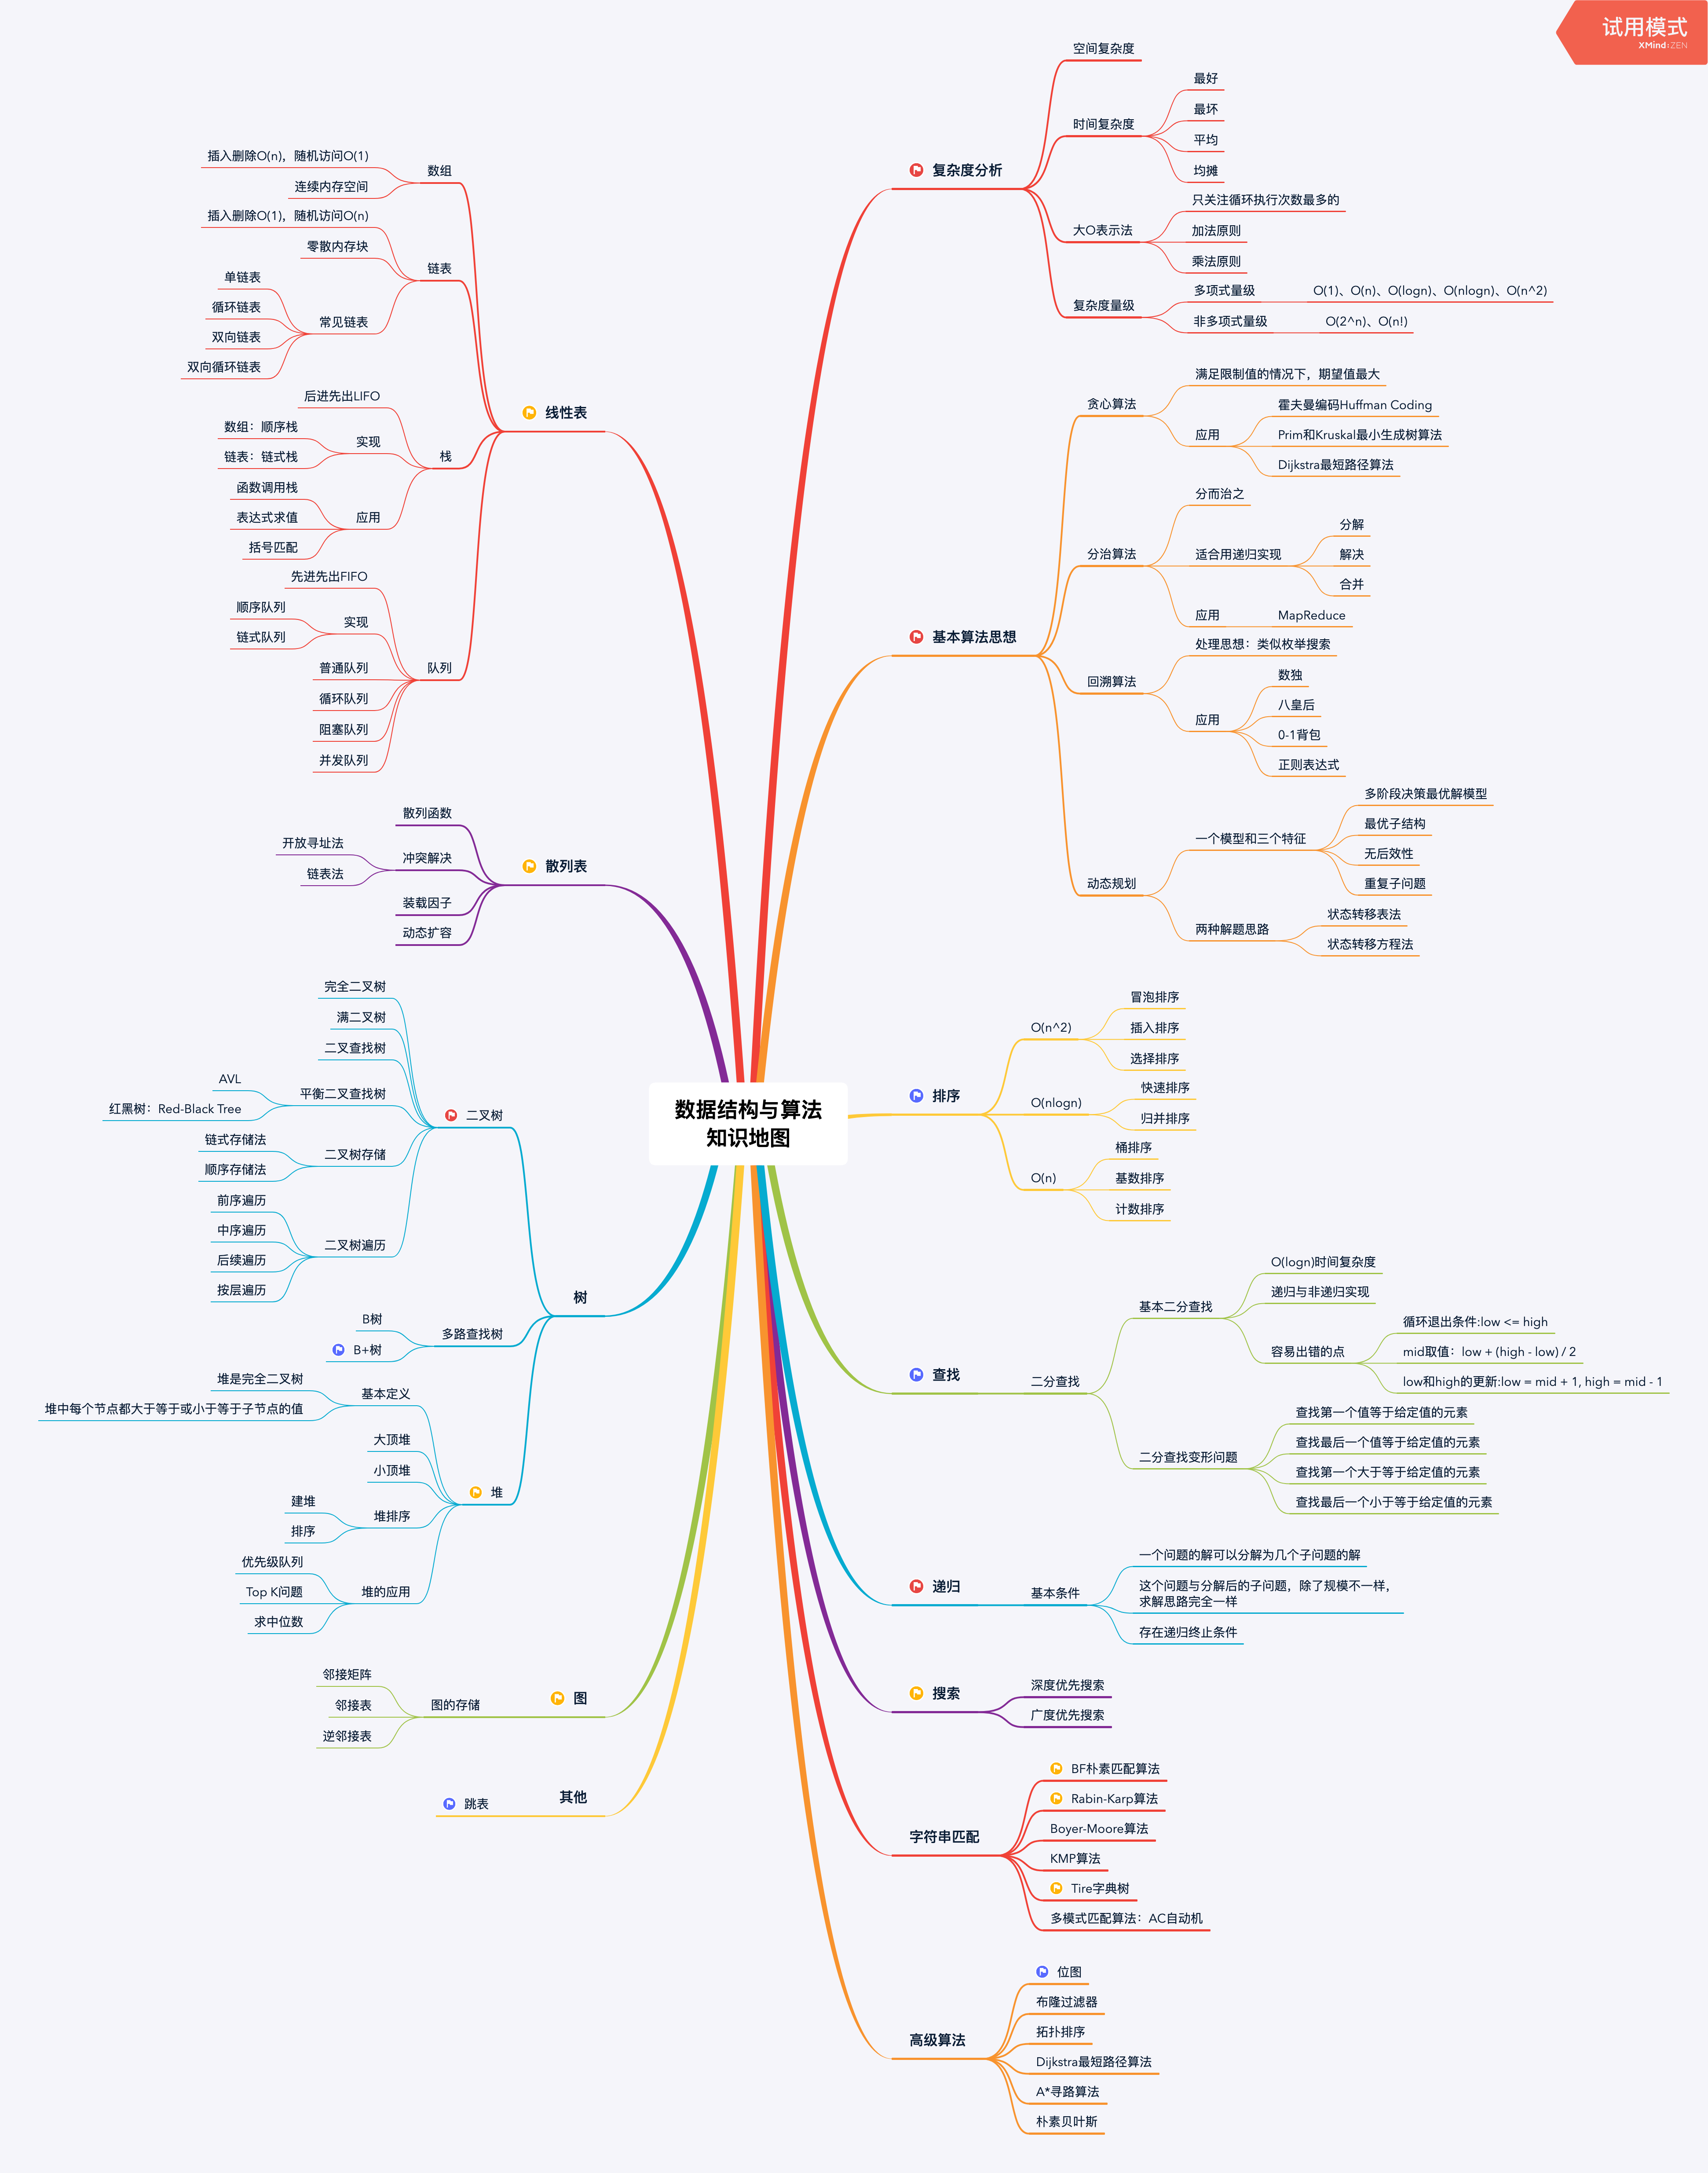 试用模式
XMind:ZEN
数据结构与算法
知识地图
复杂度分析
空间复杂度
时间复杂度
最好
最坏
平均
均摊
大O表示法
只关注循环执行次数最多的
加法原则
乘法原则
复杂度量级
多项式量级
O(1)、O(n)、O(logn)、O(nlogn)、O(n^2)
非多项式量级
O(2^n)、O(n!)
基本算法思想
贪心算法
满足限制值的情况下，期望值最大
应用
霍夫曼编码Huffman Coding
Prim和Kruskal最小生成树算法
Dijkstra最短路径算法
分治算法
分而治之
适合用递归实现
分解
解决
合并
应用
MapReduce
回溯算法
处理思想：类似枚举搜索
应用
数独
八皇后
0-1背包
正则表达式
动态规划
一个模型和三个特征
多阶段决策最优解模型
最优子结构
无后效性
重复子问题
两种解题思路
状态转移表法
状态转移方程法
排序
O(n^2)
冒泡排序
插入排序
选择排序
O(nlogn)
快速排序
归并排序
O(n)
桶排序
基数排序
计数排序
查找
二分查找
基本二分查找
O(logn)时间复杂度
递归与非递归实现
容易出错的点
循环退出条件:low <= high
mid取值：low + (high - low) / 2
low和high的更新:low = mid + 1, high = mid - 1
二分查找变形问题
查找第一个值等于给定值的元素
查找最后一个值等于给定值的元素
查找第一个大于等于给定值的元素
查找最后一个小于等于给定值的元素
递归
基本条件
一个问题的解可以分解为几个子问题的解
这个问题与分解后的子问题，除了规模不一样，
求解思路完全一样
存在递归终止条件
搜索
深度优先搜索
广度优先搜索
字符串匹配
BF朴素匹配算法
Rabin-Karp算法
Boyer-Moore算法
KMP算法
Tire字典树
多模式匹配算法：AC自动机
高级算法
位图
布隆过滤器
拓扑排序
Dijkstra最短路径算法
A*寻路算法
朴素贝叶斯
线性表
数组
插入删除O(n)，随机访问O(1)
连续内存空间
链表
插入删除O(1)，随机访问O(n)
零散内存块
常见链表
单链表
循环链表
双向链表
双向循环链表
栈
后进先出LIFO
实现
数组：顺序栈
链表：链式栈
应用
函数调用栈
表达式求值
括号匹配
队列
先进先出FIFO
实现
顺序队列
链式队列
普通队列
循环队列
阻塞队列
并发队列
散列表
散列函数
冲突解决
开放寻址法
链表法
装载因子
动态扩容
树
二叉树
完全二叉树
满二叉树
二叉查找树
平衡二叉查找树
AVL
红黑树：Red-Black Tree
二叉树存储
链式存储法
顺序存储法
二叉树遍历
前序遍历
中序遍历
后续遍历
按层遍历
多路查找树
B树
B+树
堆
基本定义
堆是完全二叉树
堆中每个节点都大于等于或小于等于子节点的值
大顶堆
小顶堆
堆排序
建堆
排序
堆的应用
优先级队列
Top K问题
求中位数
图
图的存储
邻接矩阵
邻接表
逆邻接表
其他
跳表